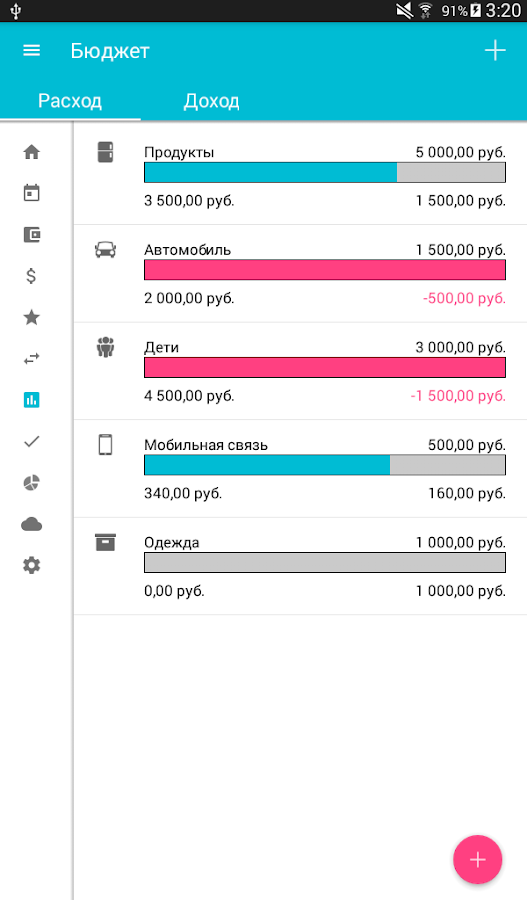 91% 3:20
Бюджет
Расход Доход
Продукты 5 000,00 руб.
3 500,00 руб. 1 500,00 руб.
Автомобиль 1 500,00 руб.
2 000,00 руб. -500,00 руб.
Дети 3 000,00 руб.
4 500,00 руб. -1 500,00 руб.
Мобильная связь 500,00 руб.
340,00 руб. 160,00 руб.
Одежда 1 000,00 руб.
0,00 руб. 1 000,00 руб.